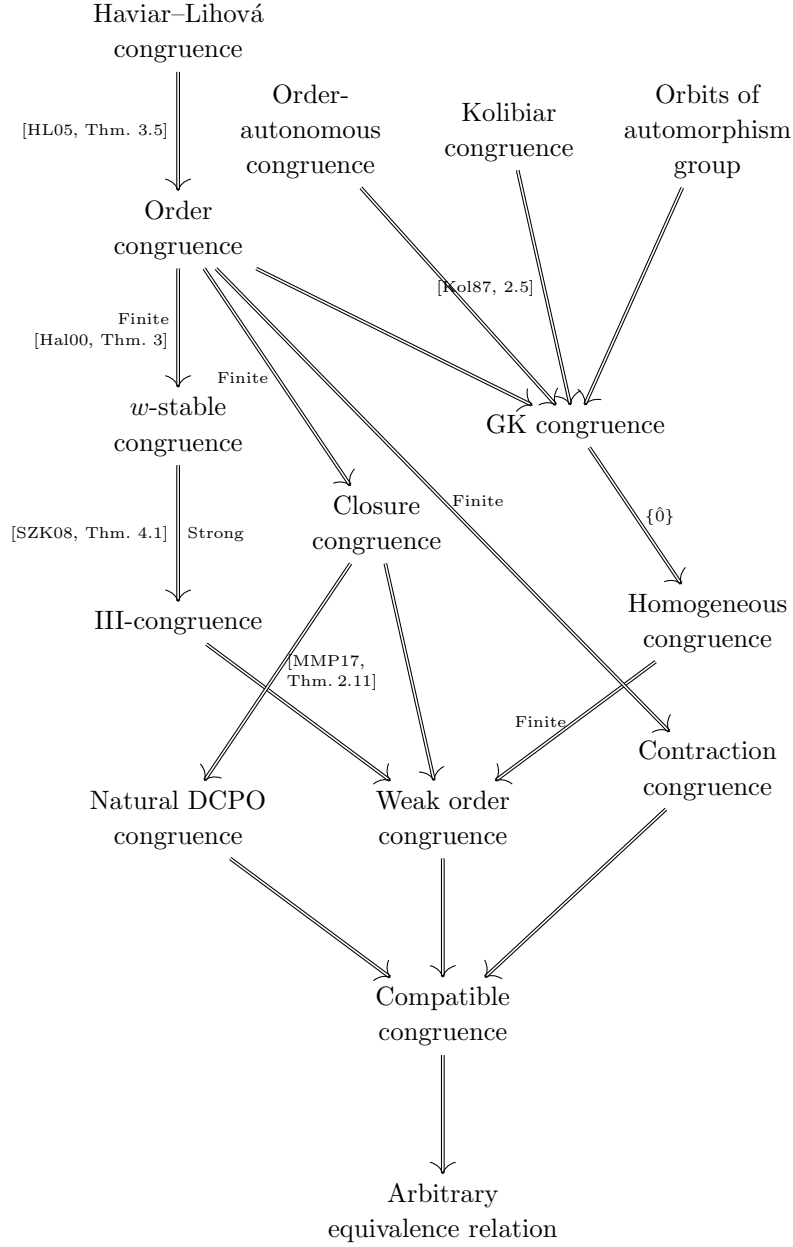 Haviar–Lihová
congruence
Order-
autonomous
congruence
Kolibiar
congruence
Orbits of
automorphism
group
[HL05, Thm. 3.5]
Order
congruence
[Kol87, 2.5]
Finite
[Hal00, Thm. 3]
Finite
w-stable
congruence
GK congruence
Closure
congruence
Finite
{0̂}
[SZK08, Thm. 4.1]
Strong
III-congruence
Homogeneous
congruence
[MMP17,
Thm. 2.11]
Finite
Contraction
congruence
Natural DCPO
congruence
Weak order
congruence
Compatible
congruence
Arbitrary
equivalence relation